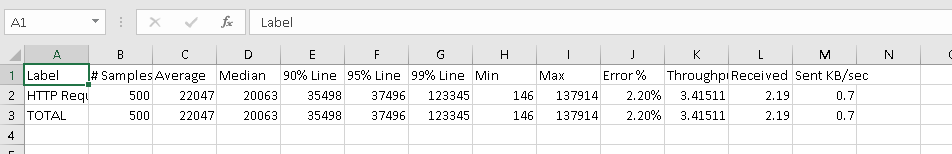 A1 fx Label
A B C D E F G H I J K L M N
1 Label # Samples Average Median 90% Line 95% Line 99% Line Min Max Error % Throughpu Received Sent KB/sec
2 HTTP Requ 500 22047 20063 35498 37496 123345 146 137914 2.20% 3.41511 2.19 0.7
3 TOTAL 500 22047 20063 35498 37496 123345 146 137914 2.20% 3.41511 2.19 0.7
4